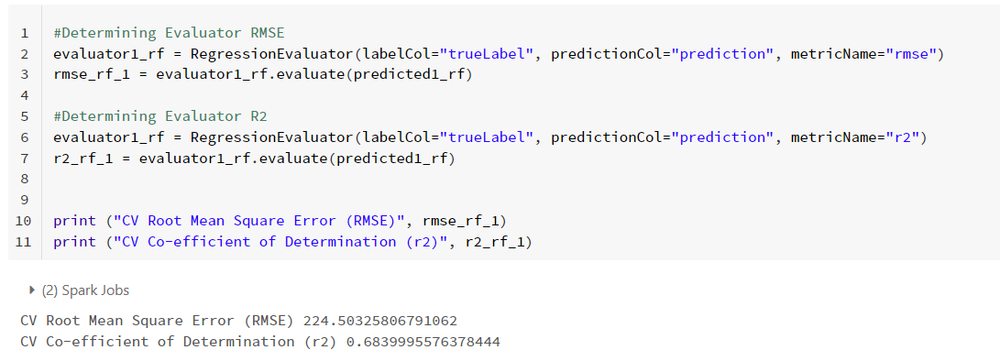 1 #Determining Evaluator RMSE
2 evaluator1_rf = RegressionEvaluator(labelCol="trueLabel", predictionCol="prediction", metricName="rmse")
3 rmse_rf_1 = evaluator1_rf.evaluate(predicted1_rf)
4
5 #Determining Evaluator R2
6 evaluator1_rf = RegressionEvaluator(labelCol="trueLabel", predictionCol="prediction", metricName="r2")
7 r2_rf_1 = evaluator1_rf.evaluate(predicted1_rf)
8
9
10 print ("CV Root Mean Square Error (RMSE)", rmse_rf_1)
11 print ("CV Co-efficient of Determination (r2)", r2_rf_1)
(2) Spark Jobs
CV Root Mean Square Error (RMSE) 224.50325806791062
CV Co-efficient of Determination (r2) 0.6839995576378444